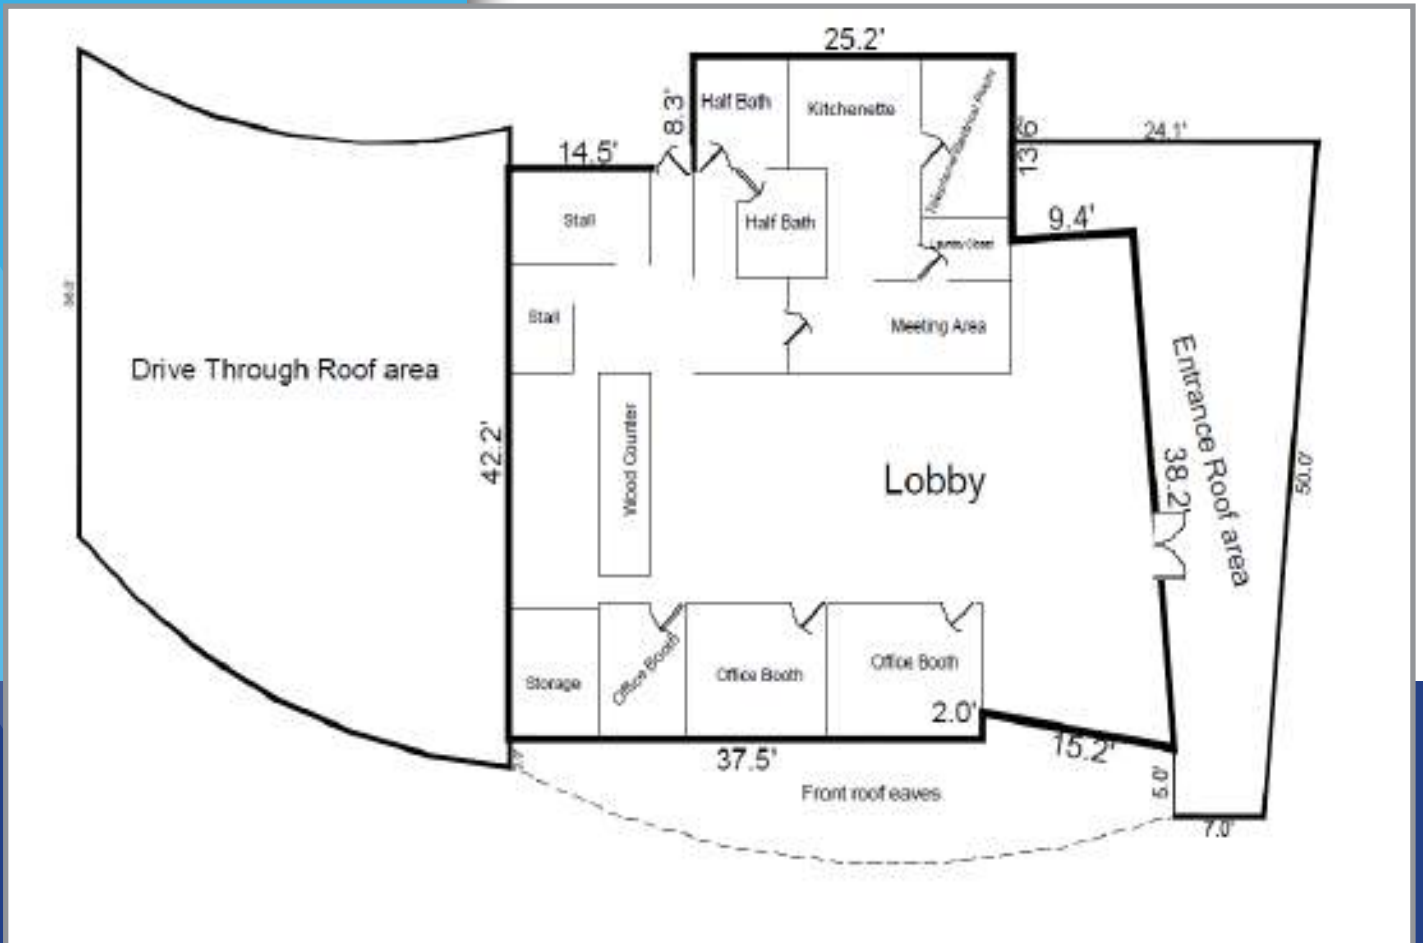 25.2'
8.3'
Half Bath
Kitchenette
13.6'
24.1'
14.5'
Stall
Half Bath
9.4'
Stall
Meeting Area
Drive Through Roof area
42.2'
Wood Counter
Lobby
Entrance Roof area
38.2'
50.0'
Storage
Office Booth
Office Booth
Office Booth
2.0'
37.5'
15.2'
Front roof eaves
5.0'
7.0'